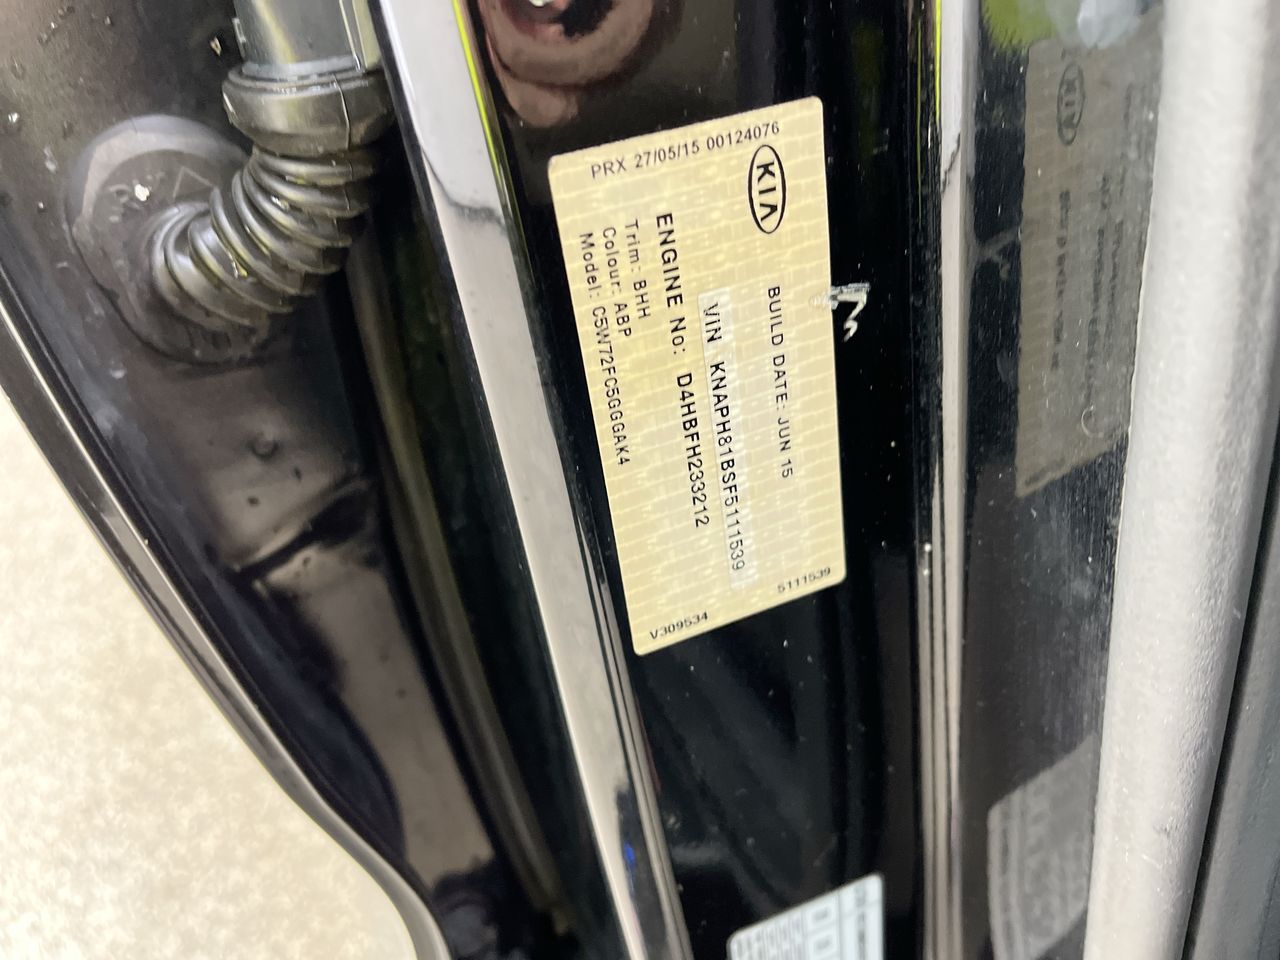 KIA
BUILD DATE: JUN 15
VIN KNAPH81BSF5111539
ENGINE No: D4HBFH233212
Trim: BHH
Colour: ABP
Model: C5W72FC5GGGAK4
PRX 27/05/15 00124076
5111539
V309534